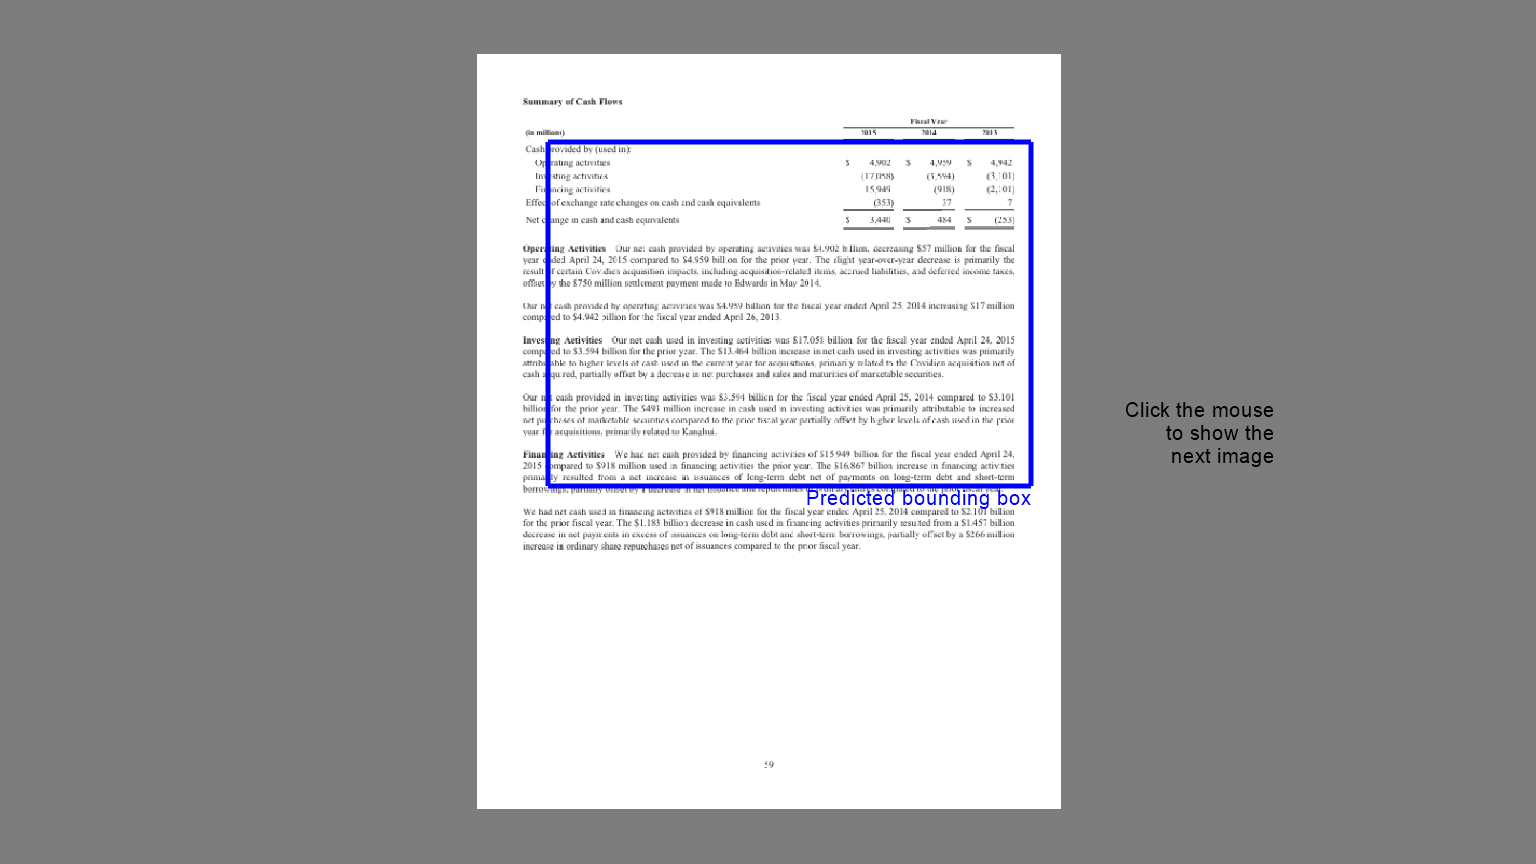 Summary of Cash Flows
Fiscal Year
(in millions) 2015 2014 2013
Cash provided by (used in):
Operating activities $ 4,902 $ 4,959 $ 4,942
Investing activities (17,058) (3,594) (3,101)
Financing activities 15,949 (918) (2,101)
Effect of exchange rate changes on cash and cash equivalents (353) 37 7
Net change in cash and cash equivalents $ 3,440 $ 484 $ (253)
Operating Activities Our net cash provided by operating activities was $4.902 billion, decreasing $57 million for the fiscal
year ended April 24, 2015 compared to $4.959 billion for the prior year. The slight year-over-year decrease is primarily the
result of certain Covidien acquisition impacts, including acquisition-related items, accrued liabilities, and deferred income taxes,
offset by the $750 million settlement payment made to Edwards in May 2014.
Our net cash provided by operating activities was $4.959 billion for the fiscal year ended April 25, 2014 increasing $17 million
compared to $4.942 billion for the fiscal year ended April 26, 2013.
Investing Activities Our net cash used in investing activities was $17.058 billion for the fiscal year ended April 24, 2015
compared to $3.594 billion for the prior year. The $13.464 billion increase in net cash used in investing activities was primarily
attributable to higher levels of cash used in the current year for acquisitions, primarily related to the Covidien acquisition net of
cash acquired, partially offset by a decrease in net purchases and sales and maturities of marketable securities.
Our net cash provided in investing activities was $3.594 billion for the fiscal year ended April 25, 2014 compared to $3.101
billion for the prior year. The $493 million increase in cash used in investing activities was primarily attributable to increased
net purchases of marketable securities compared to the prior fiscal year partially offset by higher levels of cash used in the prior
year for acquisitions, primarily related to Kanghui.
Financing Activities We had net cash provided by financing activities of $15.949 billion for the fiscal year ended April 24,
2015 compared to $918 million used in financing activities the prior year. The $16.867 billion increase in financing activities
primarily resulted from a net increase in issuances of long-term debt net of payments on long-term debt and short-term
borrowings, partially offset by a decrease in net issuance and repurchases of ordinary shares compared to the prior fiscal year.
Predicted bounding box
We had net cash used in financing activities of $918 million for the fiscal year ended April 25, 2014 compared to $2.101 billion
for the prior fiscal year. The $1.183 billion decrease in cash used in financing activities primarily resulted from a $1.457 billion
decrease in net payments in excess of issuances on long-term debt and short-term borrowings, partially offset by a $266 million
increase in ordinary share repurchases net of issuances compared to the prior fiscal year.
59
Click the mouse
to show the
next image